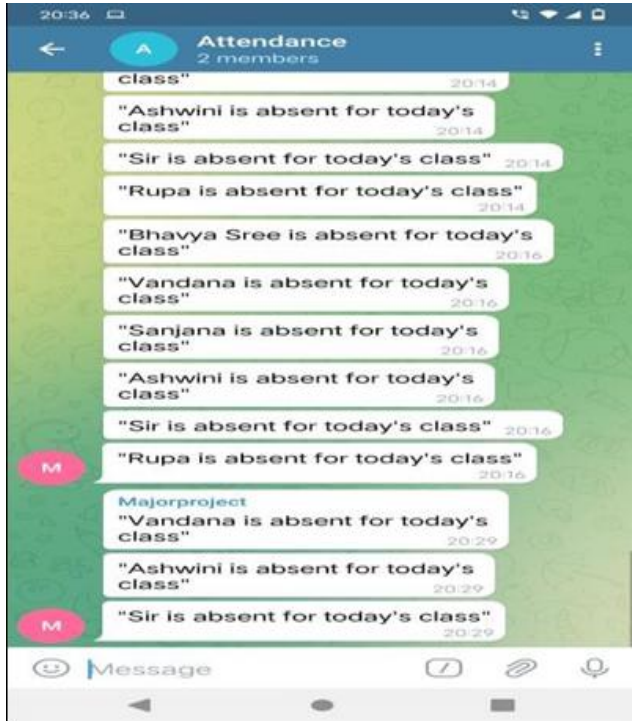 20:36
A
Attendance
2 members
class"
20:14
"Ashwini is absent for today's
class"
20:14
"Sir is absent for today's class" 20:14
"Rupa is absent for today's class"
20:14
"Bhavya Sree is absent for today's
class"
20:16
"Vandana is absent for today's
class"
20:16
"Sanjana is absent for today's
class"
20:16
"Ashwini is absent for today's
class"
20:16
"Sir is absent for today's class" 20:16
M
"Rupa is absent for today's class"
20:16
Majorproject
"Vandana is absent for today's
class"
20:29
"Ashwini is absent for today's
class"
20:29
M
"Sir is absent for today's class"
20:29
Message